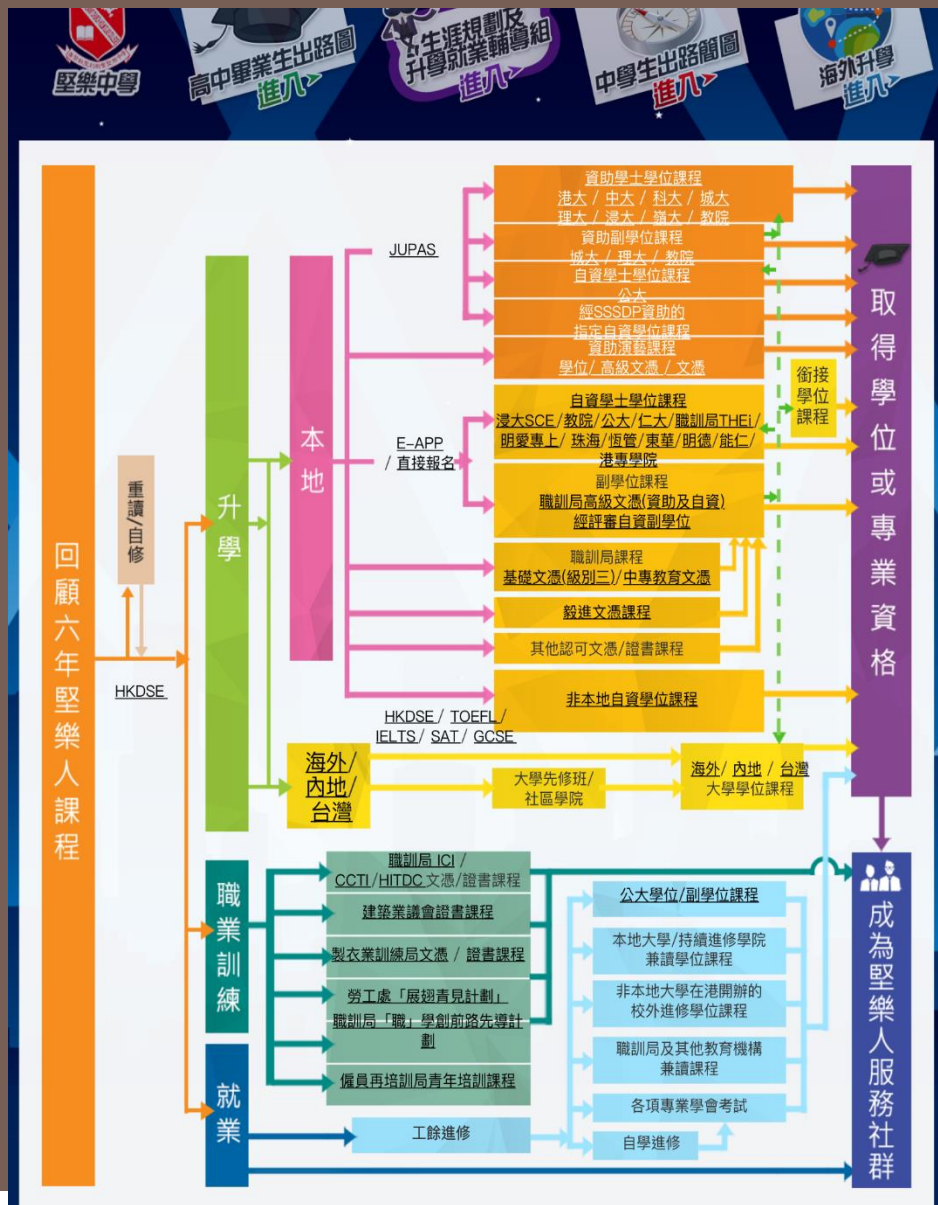 堅樂中學
高中畢業生出路圖
進入
生涯規劃及
升學就業輔導組
進入
中學生出路簡圖
進入
海外升學
進入
回顧六年堅樂人課程
HKDSE
重讀/自修
升學
職業訓練
就業
本地
JUPAS
E-APP
/ 直接報名
HKDSE / TOEFL /
IELTS / SAT / GCSE
海外/
內地/
台灣
資助學士學位課程
港大 / 中大 / 科大 / 城大
理大 / 浸大 / 嶺大 / 教院
資助副學位課程
城大 / 理大 / 教院
自資學士學位課程
公大
經SSSDP資助的
指定自資學位課程
資助演藝課程
學位/ 高級文憑 / 文憑
自資學士學位課程
浸大SCE/教院/公大/仁大/職訓局THEi/
明愛專上/ 珠海/恆管/東華/明德/能仁/
港專學院
副學位課程
職訓局高級文憑(資助及自資)
經評審自資副學位
職訓局課程
基礎文憑(級別三)/中專教育文憑
毅進文憑課程
其他認可文憑/證書課程
非本地自資學位課程
大學先修班/
社區學院
海外/ 內地 / 台灣
大學學位課程
銜接
學位
課程
取得學位或專業資格
職訓局 ICI /
CCTI/HITDC 文憑/證書課程
建築業議會證書課程
製衣業訓練局文憑 / 證書課程
勞工處「展翅青見計劃」
職訓局「職」學創前路先導計
劃
僱員再培訓局青年培訓課程
工餘進修
公大學位/副學位課程
本地大學/持續進修學院
兼讀學位課程
非本地大學在港開辦的
校外進修學位課程
職訓局及其他教育機構
兼讀課程
各項專業學會考試
自學進修
成為堅樂人服務社群